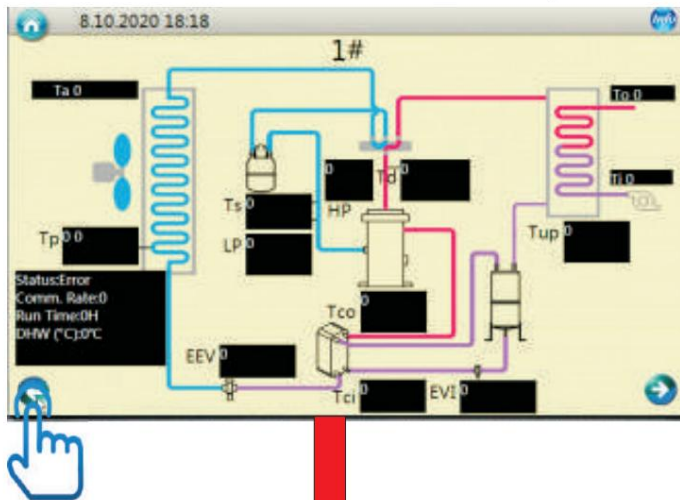 8.10.2020 18:18
Info
1#
Ta 0
To 0
0
Td 0
Ti 0
Ts 0
HP
Tp 0 0
LP 0
Tup 0
Status:Error
Comm. Rate:0
Run Time:0H
DHW (°C):0°C
Tco 0
EEV 0
Tci 0
EVI 0